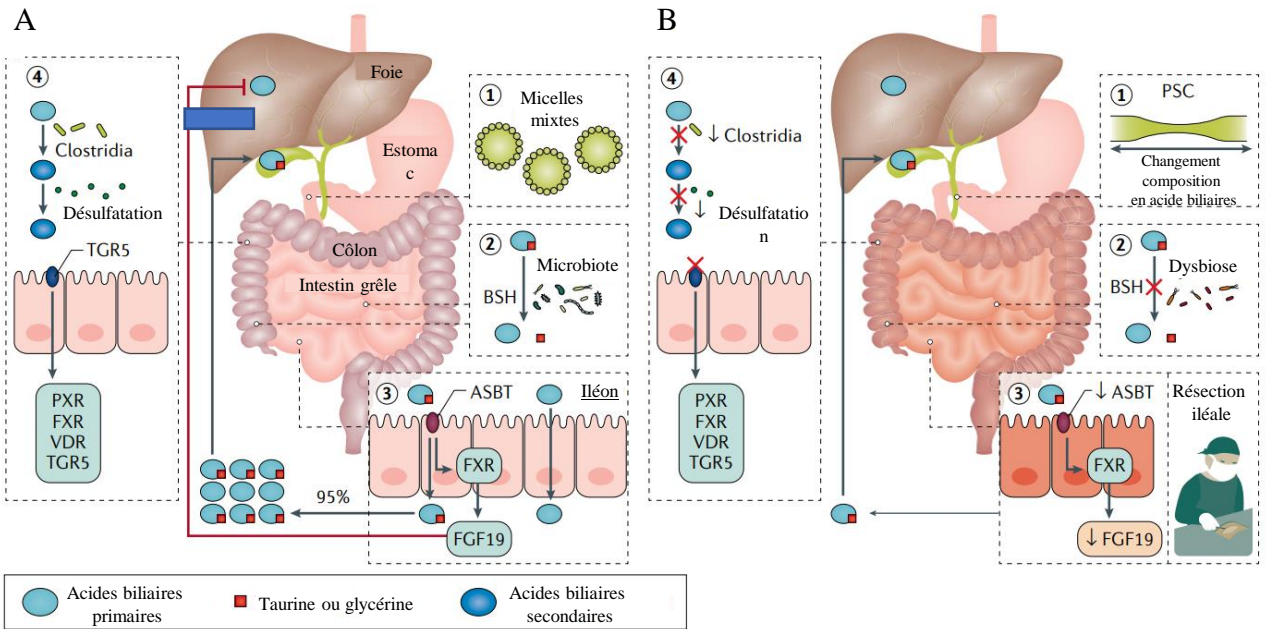 A
④
Clostridia
Désulfatation
TGR5
PXR
FXR
VDR
TGR5
Foie
Estoma
c
Côlon
Intestin grêle
①
Micelles
mixtes
②
Microbiote
BSH
③
ASBT
Iléon
FXR
95%
FGF19
B
④
↓ Clostridia
↓ Désulfatatio
n
PXR
FXR
VDR
TGR5
①
PSC
Changement
composition
en acide biliaires
②
Dysbiose
BSH
③
↓ ASBT
FXR
↓ FGF19
Résection
iléale
Acides biliaires
primaires
Taurine ou glycérine
Acides biliaires
secondaires